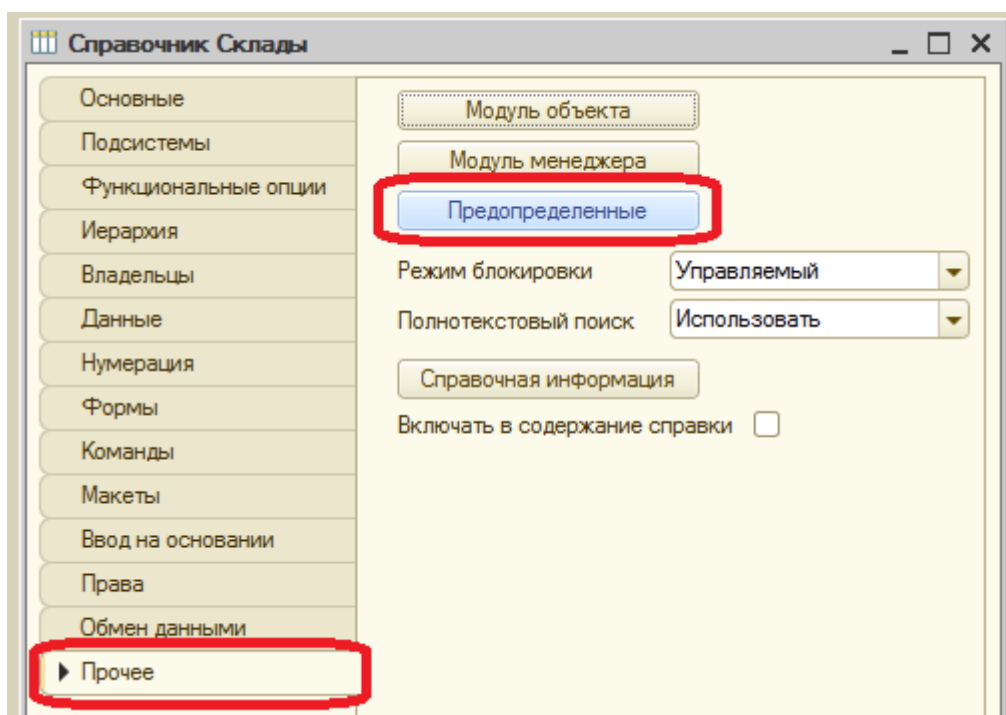 Справочник Склады
Основные
Подсистемы
Функциональные опции
Иерархия
Владельцы
Данные
Нумерация
Формы
Команды
Макеты
Ввод на основании
Права
Обмен данными
Прочее
Модуль объекта
Модуль менеджера
Предопределенные
Режим блокировки Управляемый
Полнотекстовый поиск Использовать
Справочная информация
Включать в содержание справки